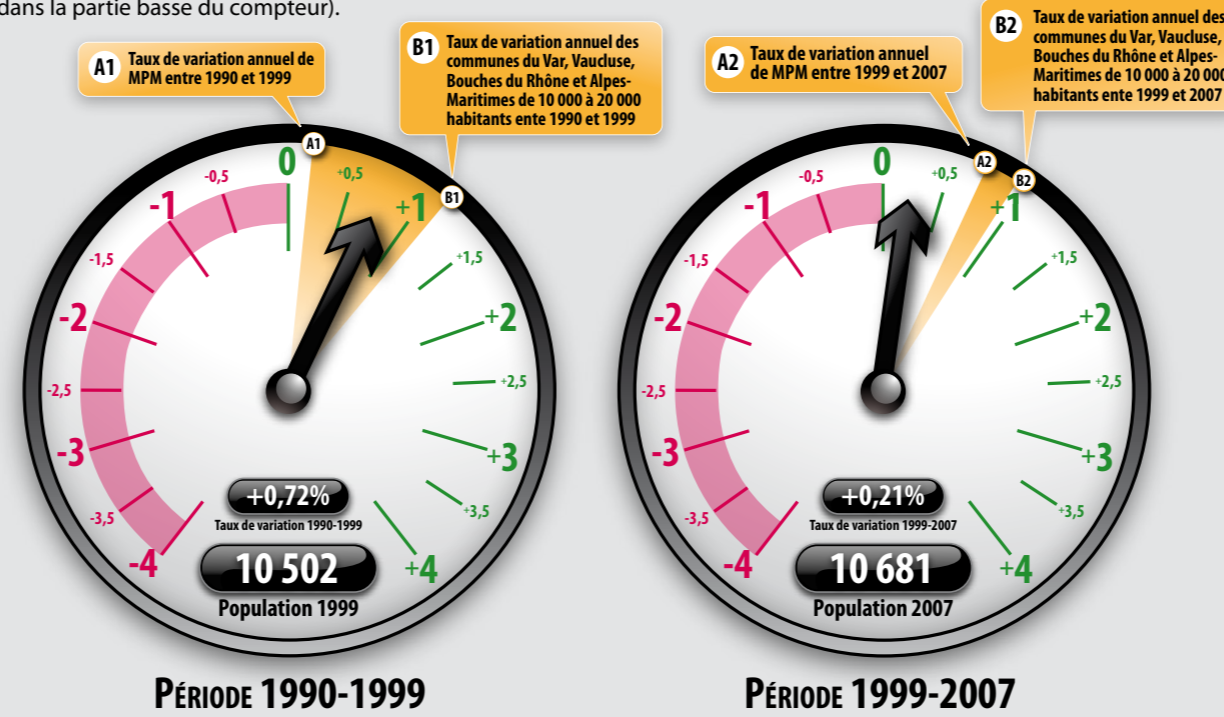 dans la partie basse du compteur).
A1 Taux de variation annuel de
MPM entre 1990 et 1999
B1 Taux de variation annuel des
communes du Var, Vaucluse,
Bouches du Rhône et Alpes-
Maritimes de 10 000 à 20 000
habitants ente 1990 et 1999
A1
B1
0
+0,5
+1
+1,5
+2
+2,5
+3
+3,5
+4
-0,5
-1
-1,5
-2
-2,5
-3
-3,5
-4
+0,72%
Taux de variation 1990-1999
10 502
Population 1999
PÉRIODE 1990-1999
A2 Taux de variation annuel
de MPM entre 1999 et 2007
B2 Taux de variation annuel des
communes du Var, Vaucluse,
Bouches du Rhône et Alpes-
Maritimes de 10 000 à 20 000
habitants ente 1999 et 2007
A2
B2
0
+0,5
+1
+1,5
+2
+2,5
+3
+3,5
+4
-0,5
-1
-1,5
-2
-2,5
-3
-3,5
-4
+0,21%
Taux de variation 1999-2007
10 681
Population 2007
PÉRIODE 1999-2007